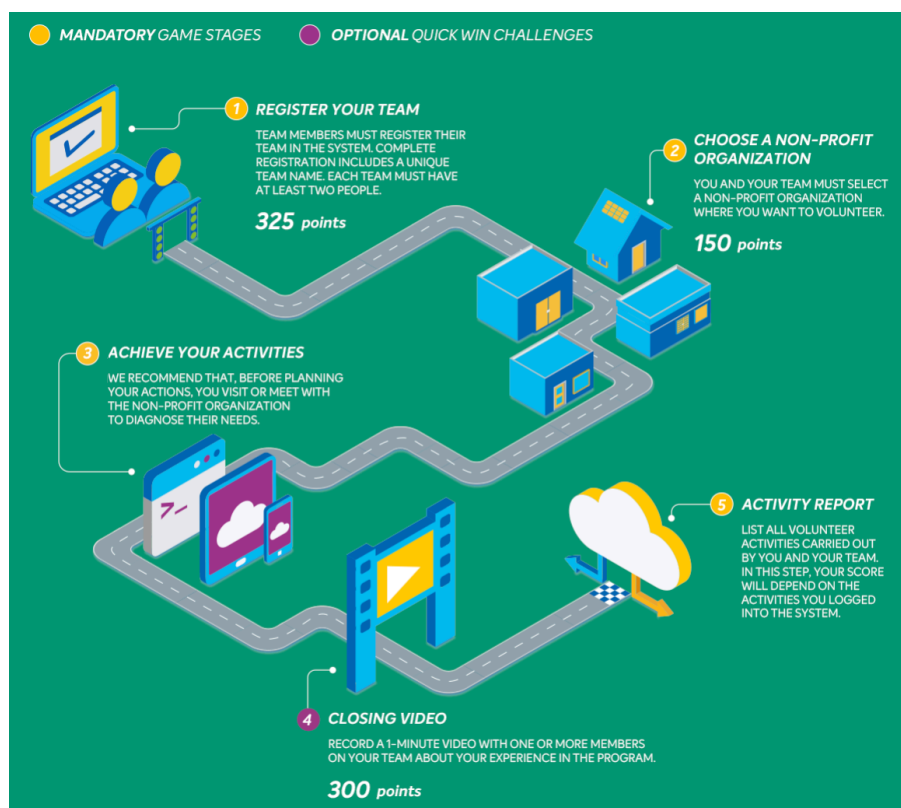 MANDATORY GAME STAGES
OPTIONAL QUICK WIN CHALLENGES
1
REGISTER YOUR TEAM
TEAM MEMBERS MUST REGISTER THEIR
TEAM IN THE SYSTEM. COMPLETE
REGISTRATION INCLUDES A UNIQUE
TEAM NAME. EACH TEAM MUST HAVE
AT LEAST TWO PEOPLE.
325 points
2
CHOOSE A NON-PROFIT
ORGANIZATION
YOU AND YOUR TEAM MUST SELECT
A NON-PROFIT ORGANIZATION
WHERE YOU WANT TO VOLUNTEER.
150 points
3
ACHIEVE YOUR ACTIVITIES
WE RECOMMEND THAT, BEFORE PLANNING
YOUR ACTIONS, YOU VISIT OR MEET WITH
THE NON-PROFIT ORGANIZATION
TO DIAGNOSE THEIR NEEDS.
>-
4
CLOSING VIDEO
RECORD A 1-MINUTE VIDEO WITH ONE OR MORE MEMBERS
ON YOUR TEAM ABOUT YOUR EXPERIENCE IN THE PROGRAM.
300 points
5
ACTIVITY REPORT
LIST ALL VOLUNTEER
ACTIVITIES CARRIED OUT
BY YOU AND YOUR TEAM.
IN THIS STEP, YOUR SCORE
WILL DEPEND ON THE
ACTIVITIES YOU LOGGED
INTO THE SYSTEM.